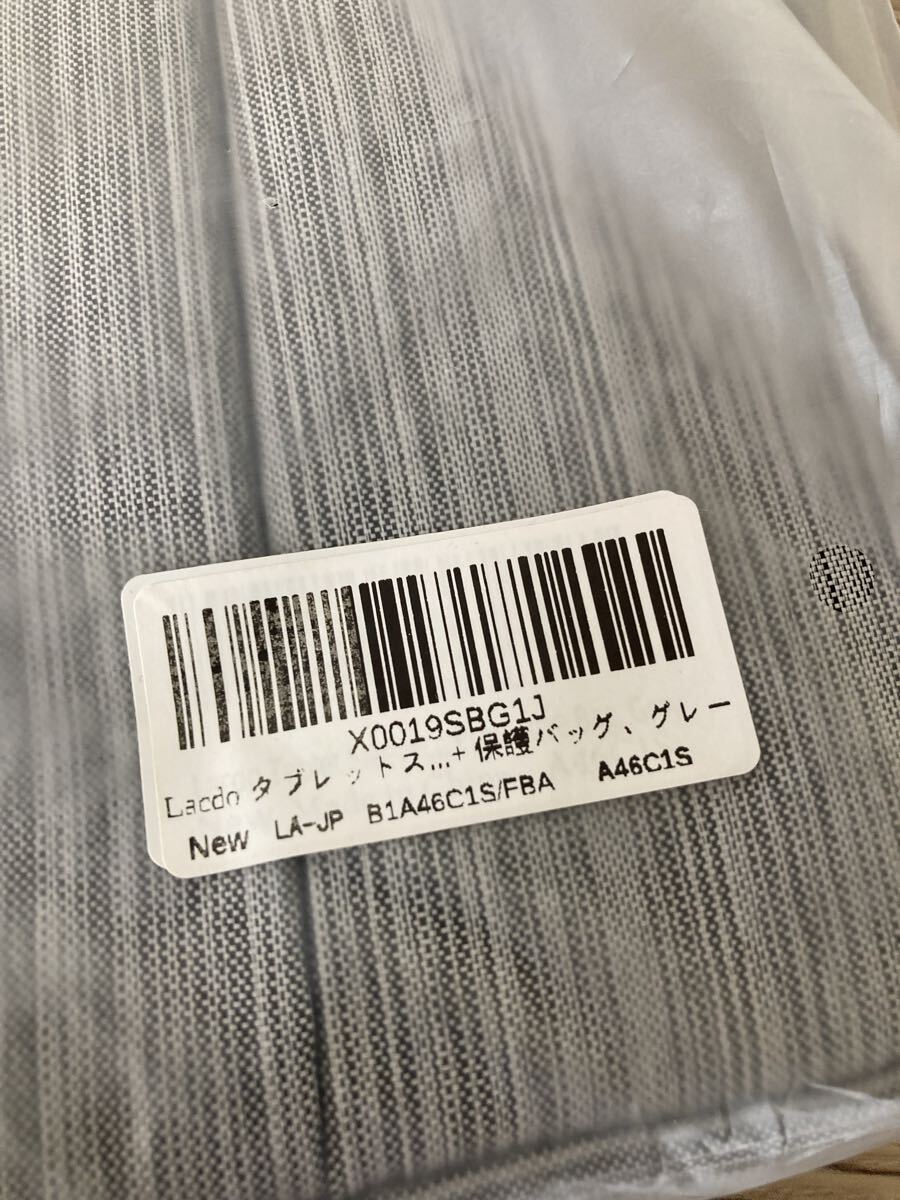 X0019SBG1J
Lacdo タブレットス...+ 保護バッグ、グレー
New LA-JP B1A46C1S/FBA A46C1S